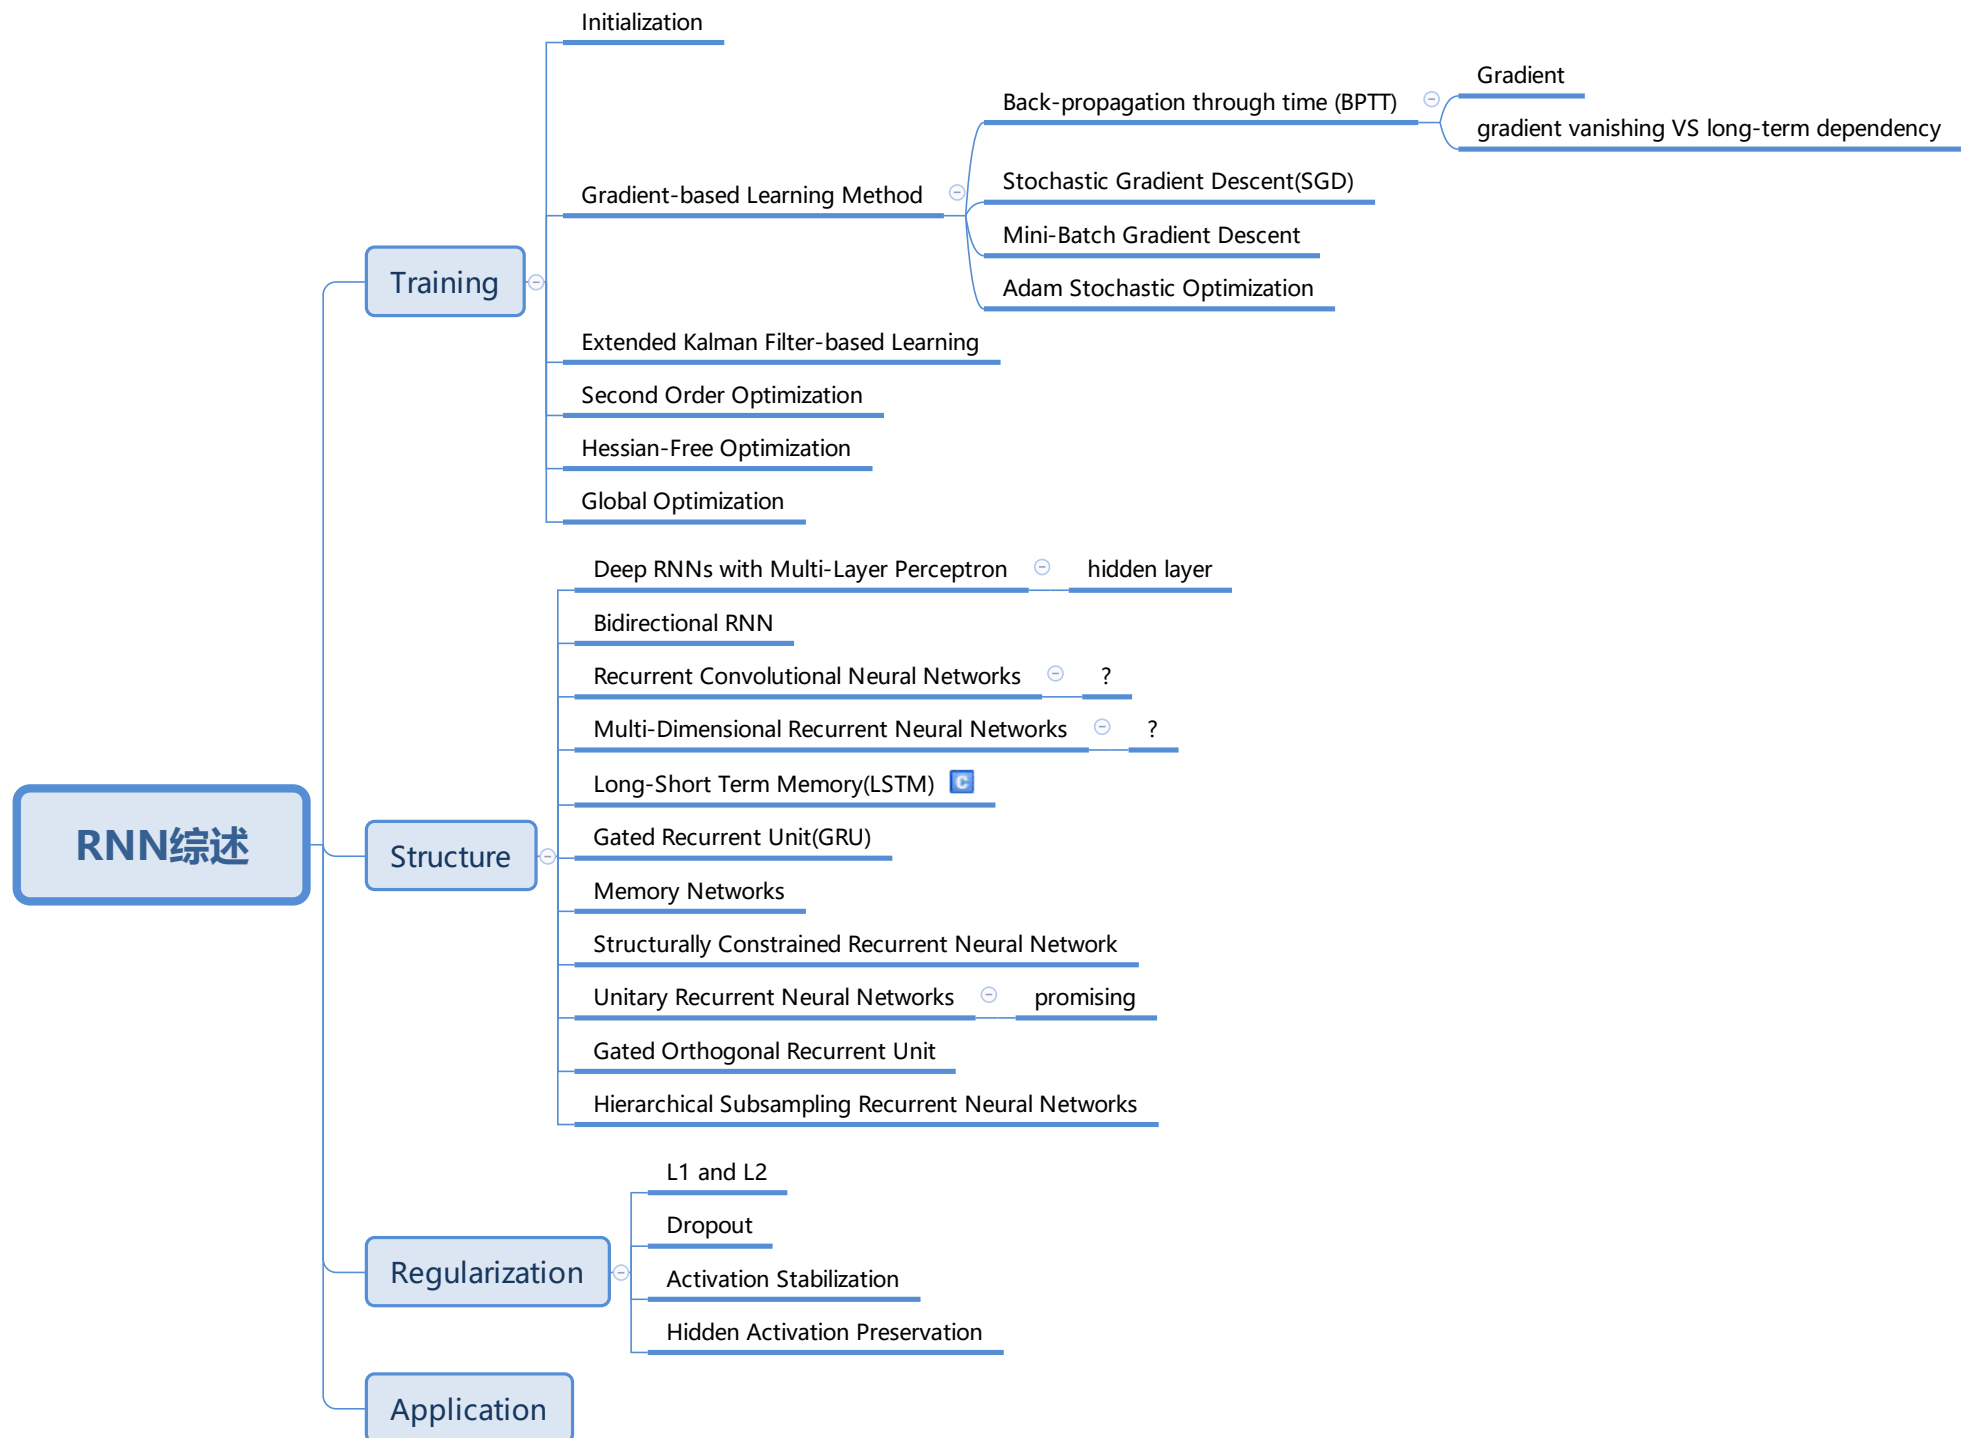 RNN综述
Training
Initialization
Gradient-based Learning Method
Back-propagation through time (BPTT)
Gradient
gradient vanishing VS long-term dependency
Stochastic Gradient Descent(SGD)
Mini-Batch Gradient Descent
Adam Stochastic Optimization
Extended Kalman Filter-based Learning
Second Order Optimization
Hessian-Free Optimization
Global Optimization
Structure
Deep RNNs with Multi-Layer Perceptron
hidden layer
Bidirectional RNN
Recurrent Convolutional Neural Networks
?
Multi-Dimensional Recurrent Neural Networks
?
Long-Short Term Memory(LSTM) C
Gated Recurrent Unit(GRU)
Memory Networks
Structurally Constrained Recurrent Neural Network
Unitary Recurrent Neural Networks
promising
Gated Orthogonal Recurrent Unit
Hierarchical Subsampling Recurrent Neural Networks
Regularization
L1 and L2
Dropout
Activation Stabilization
Hidden Activation Preservation
Application